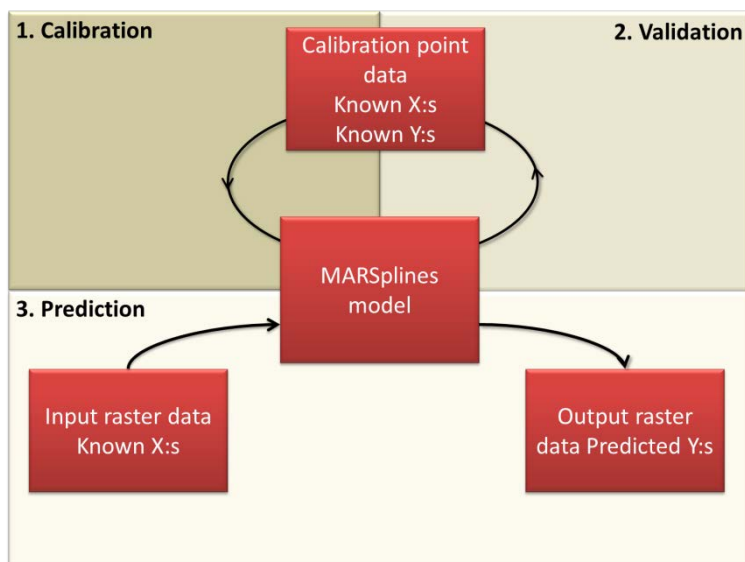 1. Calibration
2. Validation
Calibration point
data
Known X:s
Known Y:s
MARSplines
model
3. Prediction
Input raster data
Known X:s
Output raster
data Predicted Y:s